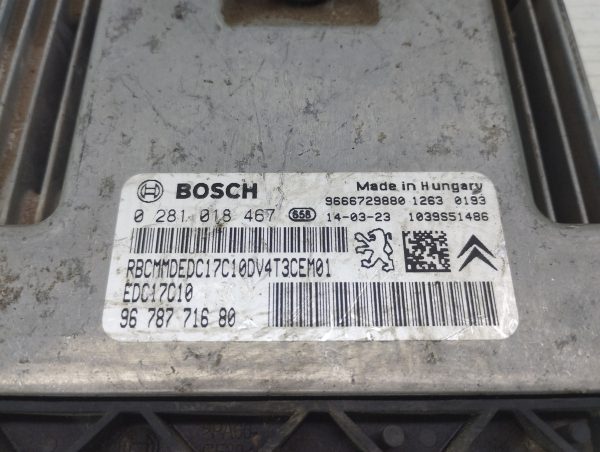 BOSCH
Made in Hungary
9666729880 1263 0193
0 281 018 467 658 14-03-23 1039S51486
RBCMMDEDC17C10DV4T3CEM01
EDC17C10
96 787 716 80